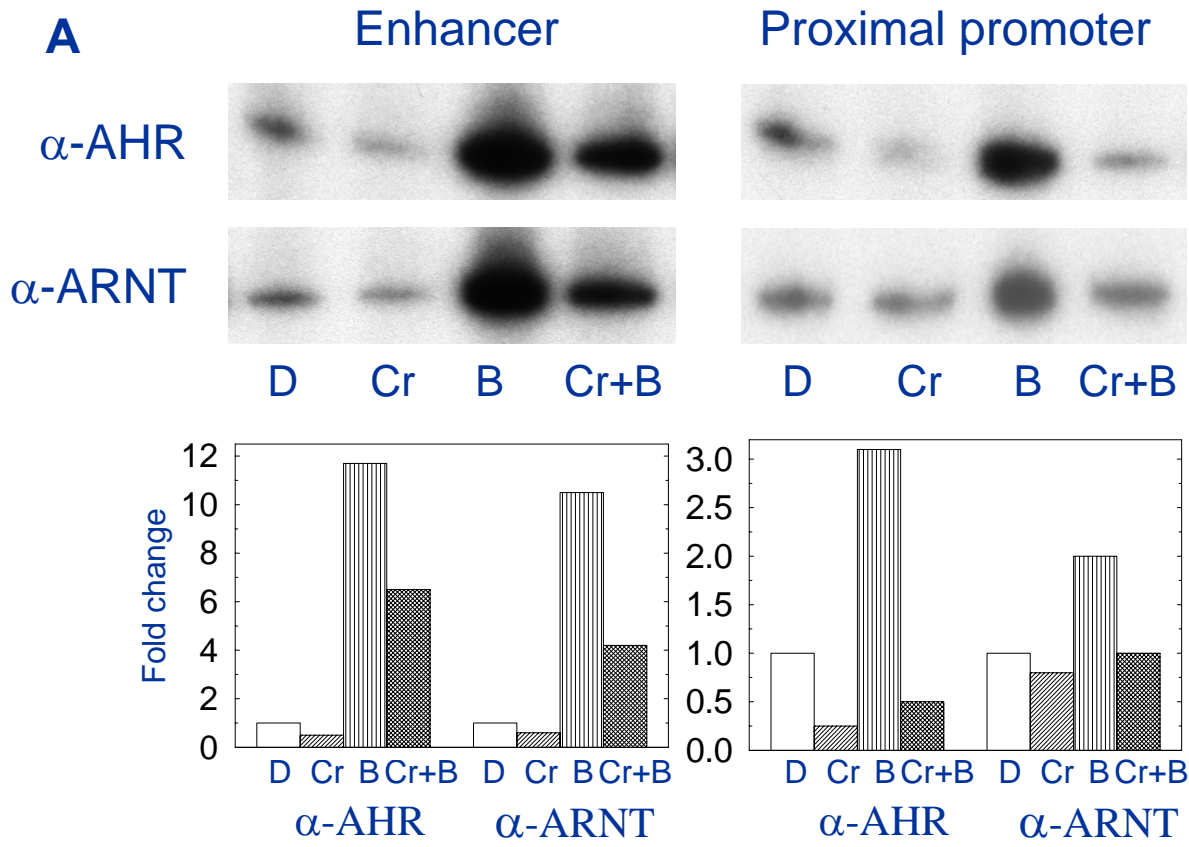 A
Enhancer
Proximal promoter
α-AHR
α-ARNT
D Cr B Cr+B
D Cr B Cr+B
Fold change
12
10
8
6
4
2
0
D Cr B Cr+B D Cr B Cr+B
α-AHR α-ARNT
3.0
2.5
2.0
1.5
1.0
0.5
0.0
D Cr B Cr+B D Cr B Cr+B
α-AHR α-ARNT